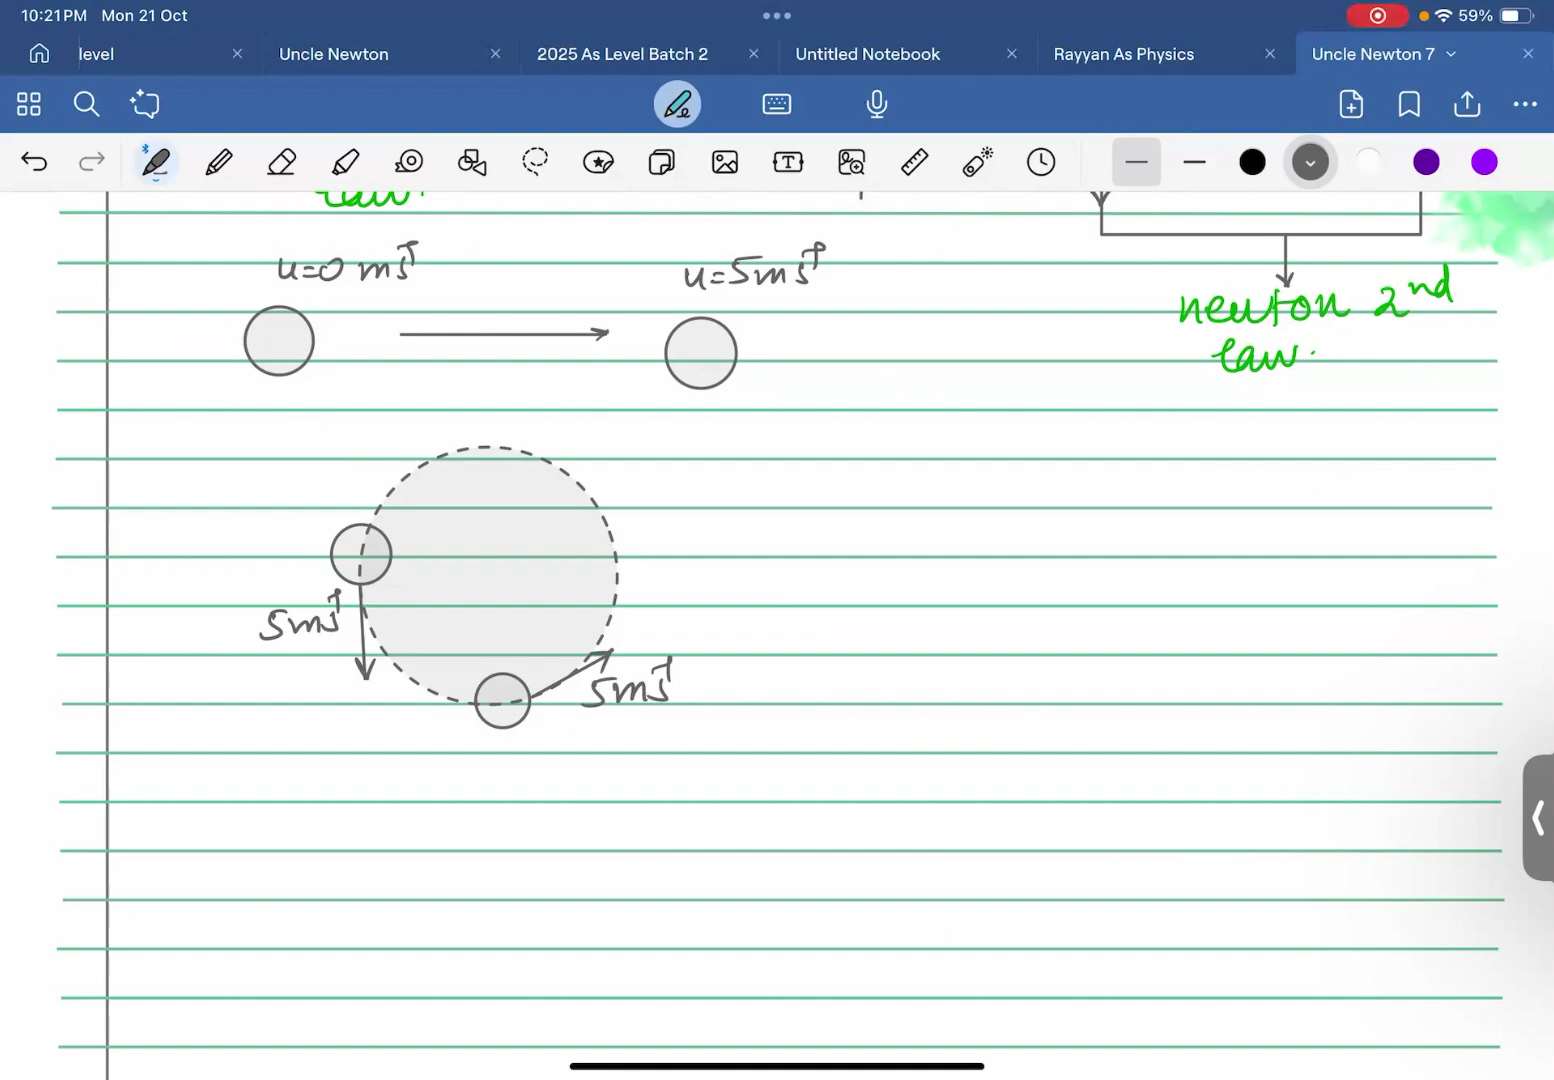 10:21 PM Mon 21 Oct
59%
level
Uncle Newton
2025 As Level Batch 2
Untitled Notebook
Rayyan As Physics
Uncle Newton 7
law.
u=0 ms⁻¹
u=5ms⁻¹
newton 2nd
law.
5ms⁻¹
5ms⁻¹